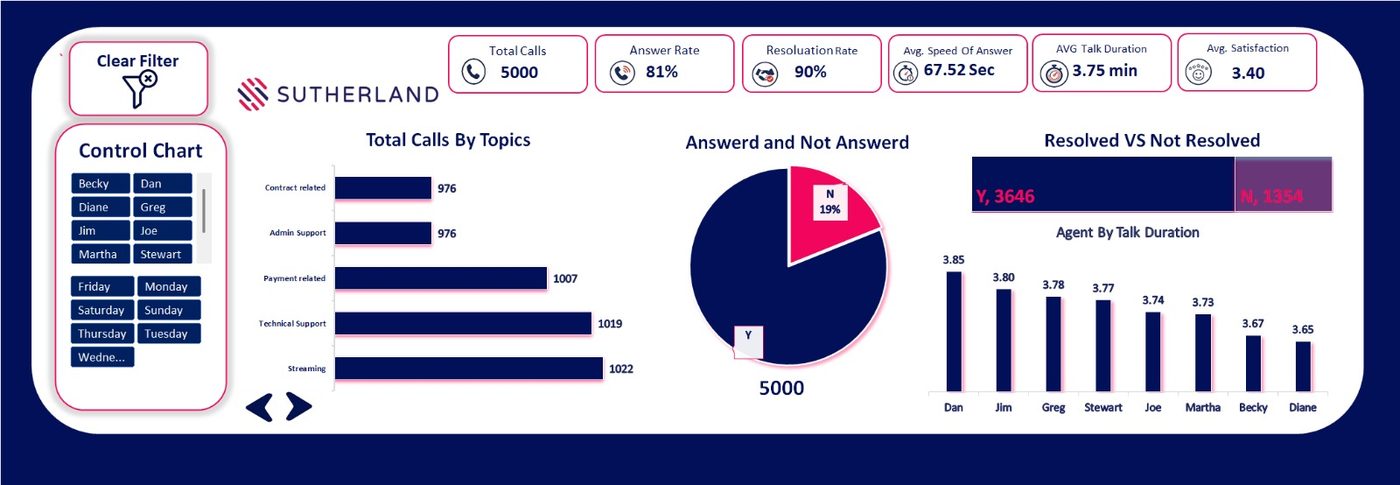 Clear Filter
SUTHERLAND
Total Calls
5000
Answer Rate
81%
Resoluation Rate
90%
Avg. Speed Of Answer
67.52 Sec
AVG Talk Duration
3.75 min
Avg. Satisfaction
3.40
Control Chart
Becky Dan
Diane Greg
Jim Joe
Martha Stewart
Friday Monday
Saturday Sunday
Thursday Tuesday
Wedne...
Total Calls By Topics
Contract related 976
Admin Support 976
Payment related 1007
Technical Support 1019
Streaming 1022
Answerd and Not Answerd
N
19%
Y
5000
Resolved VS Not Resolved
Y, 3646 N, 1354
Agent By Talk Duration
3.85 3.80 3.78 3.77 3.74 3.73 3.67 3.65
Dan Jim Greg Stewart Joe Martha Becky Diane